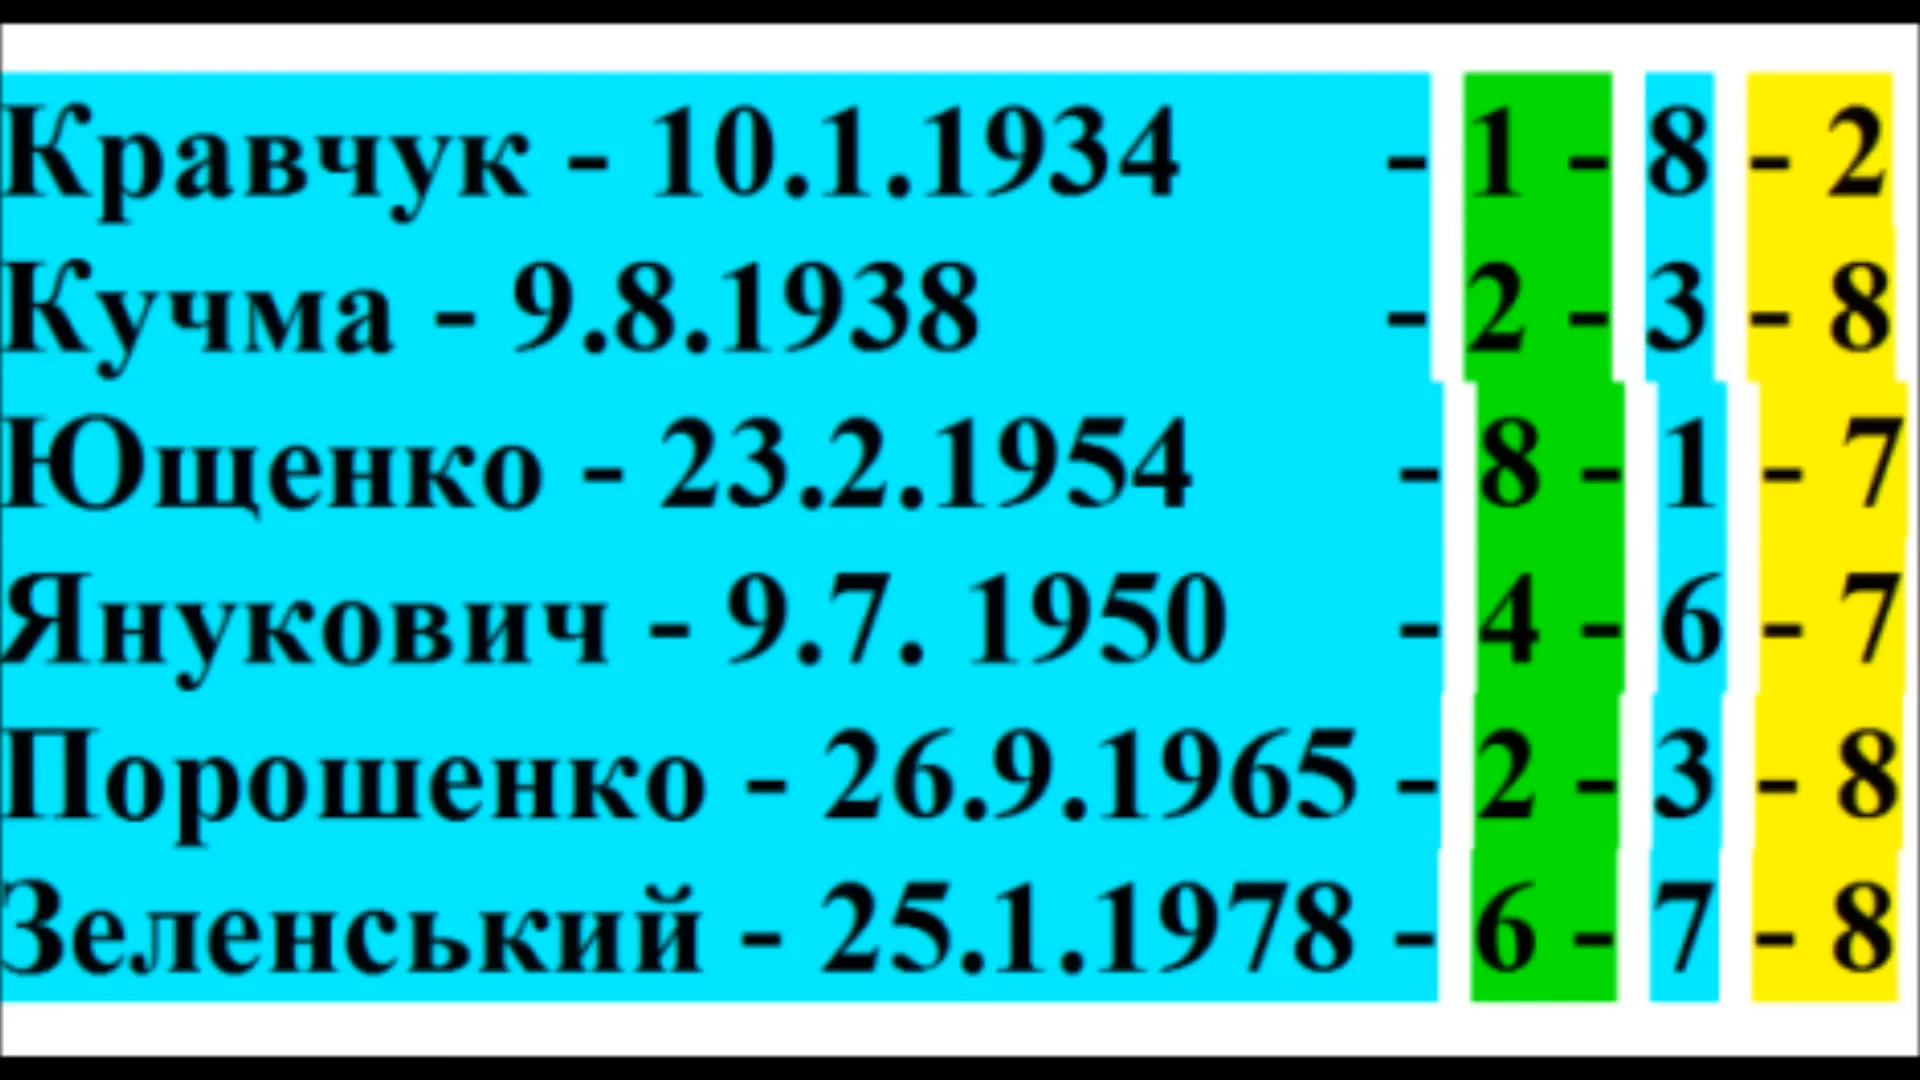 Кравчук - 10.1.1934 - 1 - 8 - 2
Кучма - 9.8.1938 - 2 - 3 - 8
Ющенко - 23.2.1954 - 8 - 1 - 7
Янукович - 9.7. 1950 - 4 - 6 - 7
Порошенко - 26.9.1965 - 2 - 3 - 8
Зеленський - 25.1.1978 - 6 - 7 - 8